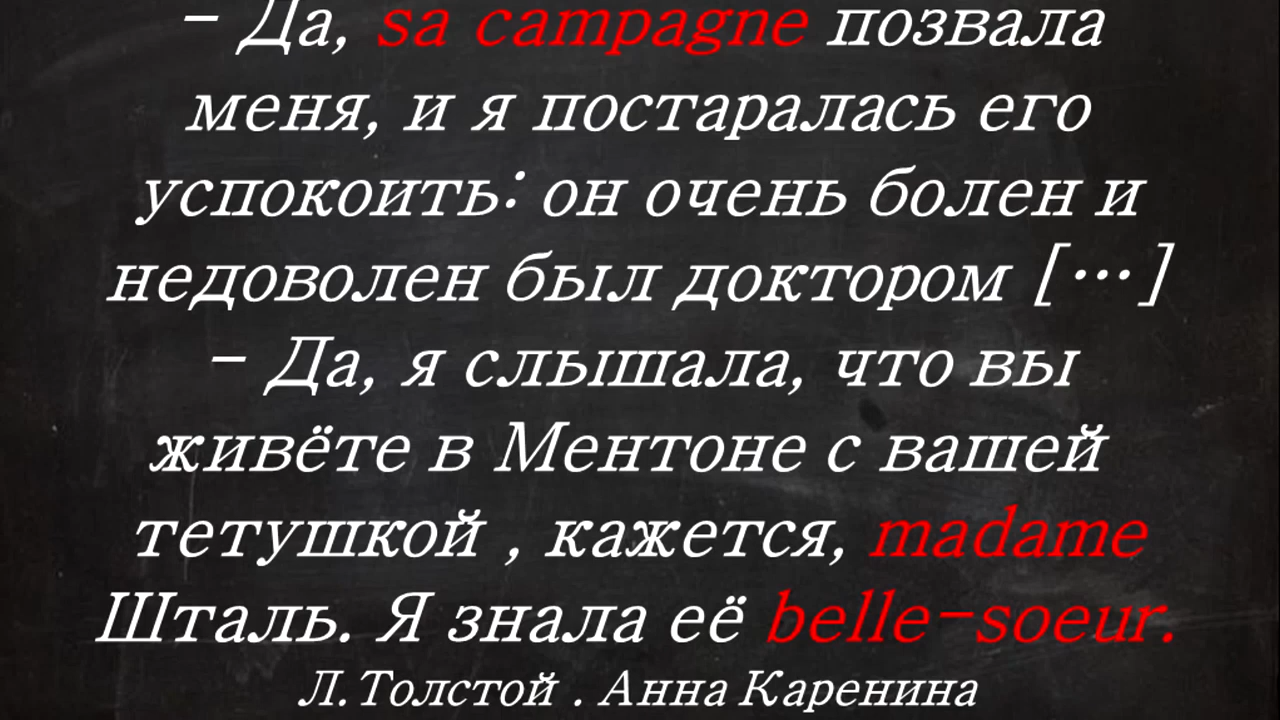 – Да, sa campagne позвала
меня, и я постаралась его
успокоить: он очень болен и
недоволен был доктором […]
– Да, я слышала, что вы
живёте в Ментоне с вашей
тетушкой , кажется, madame
Шталь. Я знала её belle-soeur.
Л.Толстой . Анна Каренина